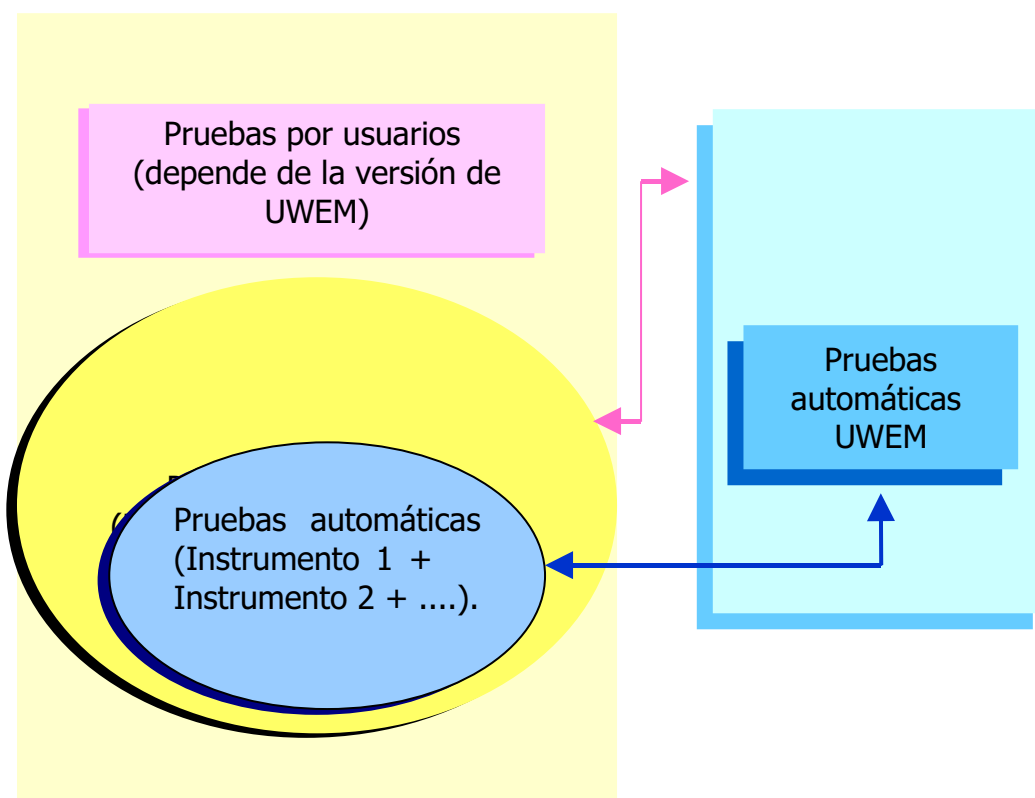 Pruebas por usuarios
(depende de la versión de
UWEM)
Pruebas
automáticas
UWEM
Pruebas automáticas
(Instrumento 1 +
Instrumento 2 + ....).